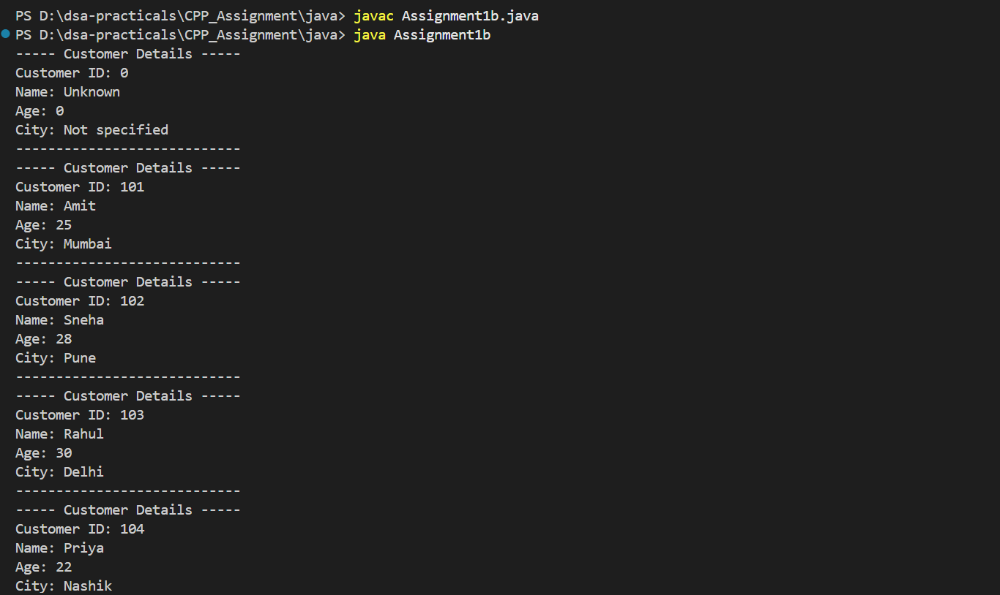 PS D:\dsa-practicals\CPP_Assignment\java> javac Assignment1b.java
PS D:\dsa-practicals\CPP_Assignment\java> java Assignment1b
----- Customer Details -----
Customer ID: 0
Name: Unknown
Age: 0
City: Not specified
----------------------------
----- Customer Details -----
Customer ID: 101
Name: Amit
Age: 25
City: Mumbai
----------------------------
----- Customer Details -----
Customer ID: 102
Name: Sneha
Age: 28
City: Pune
----------------------------
----- Customer Details -----
Customer ID: 103
Name: Rahul
Age: 30
City: Delhi
----------------------------
----- Customer Details -----
Customer ID: 104
Name: Priya
Age: 22
City: Nashik